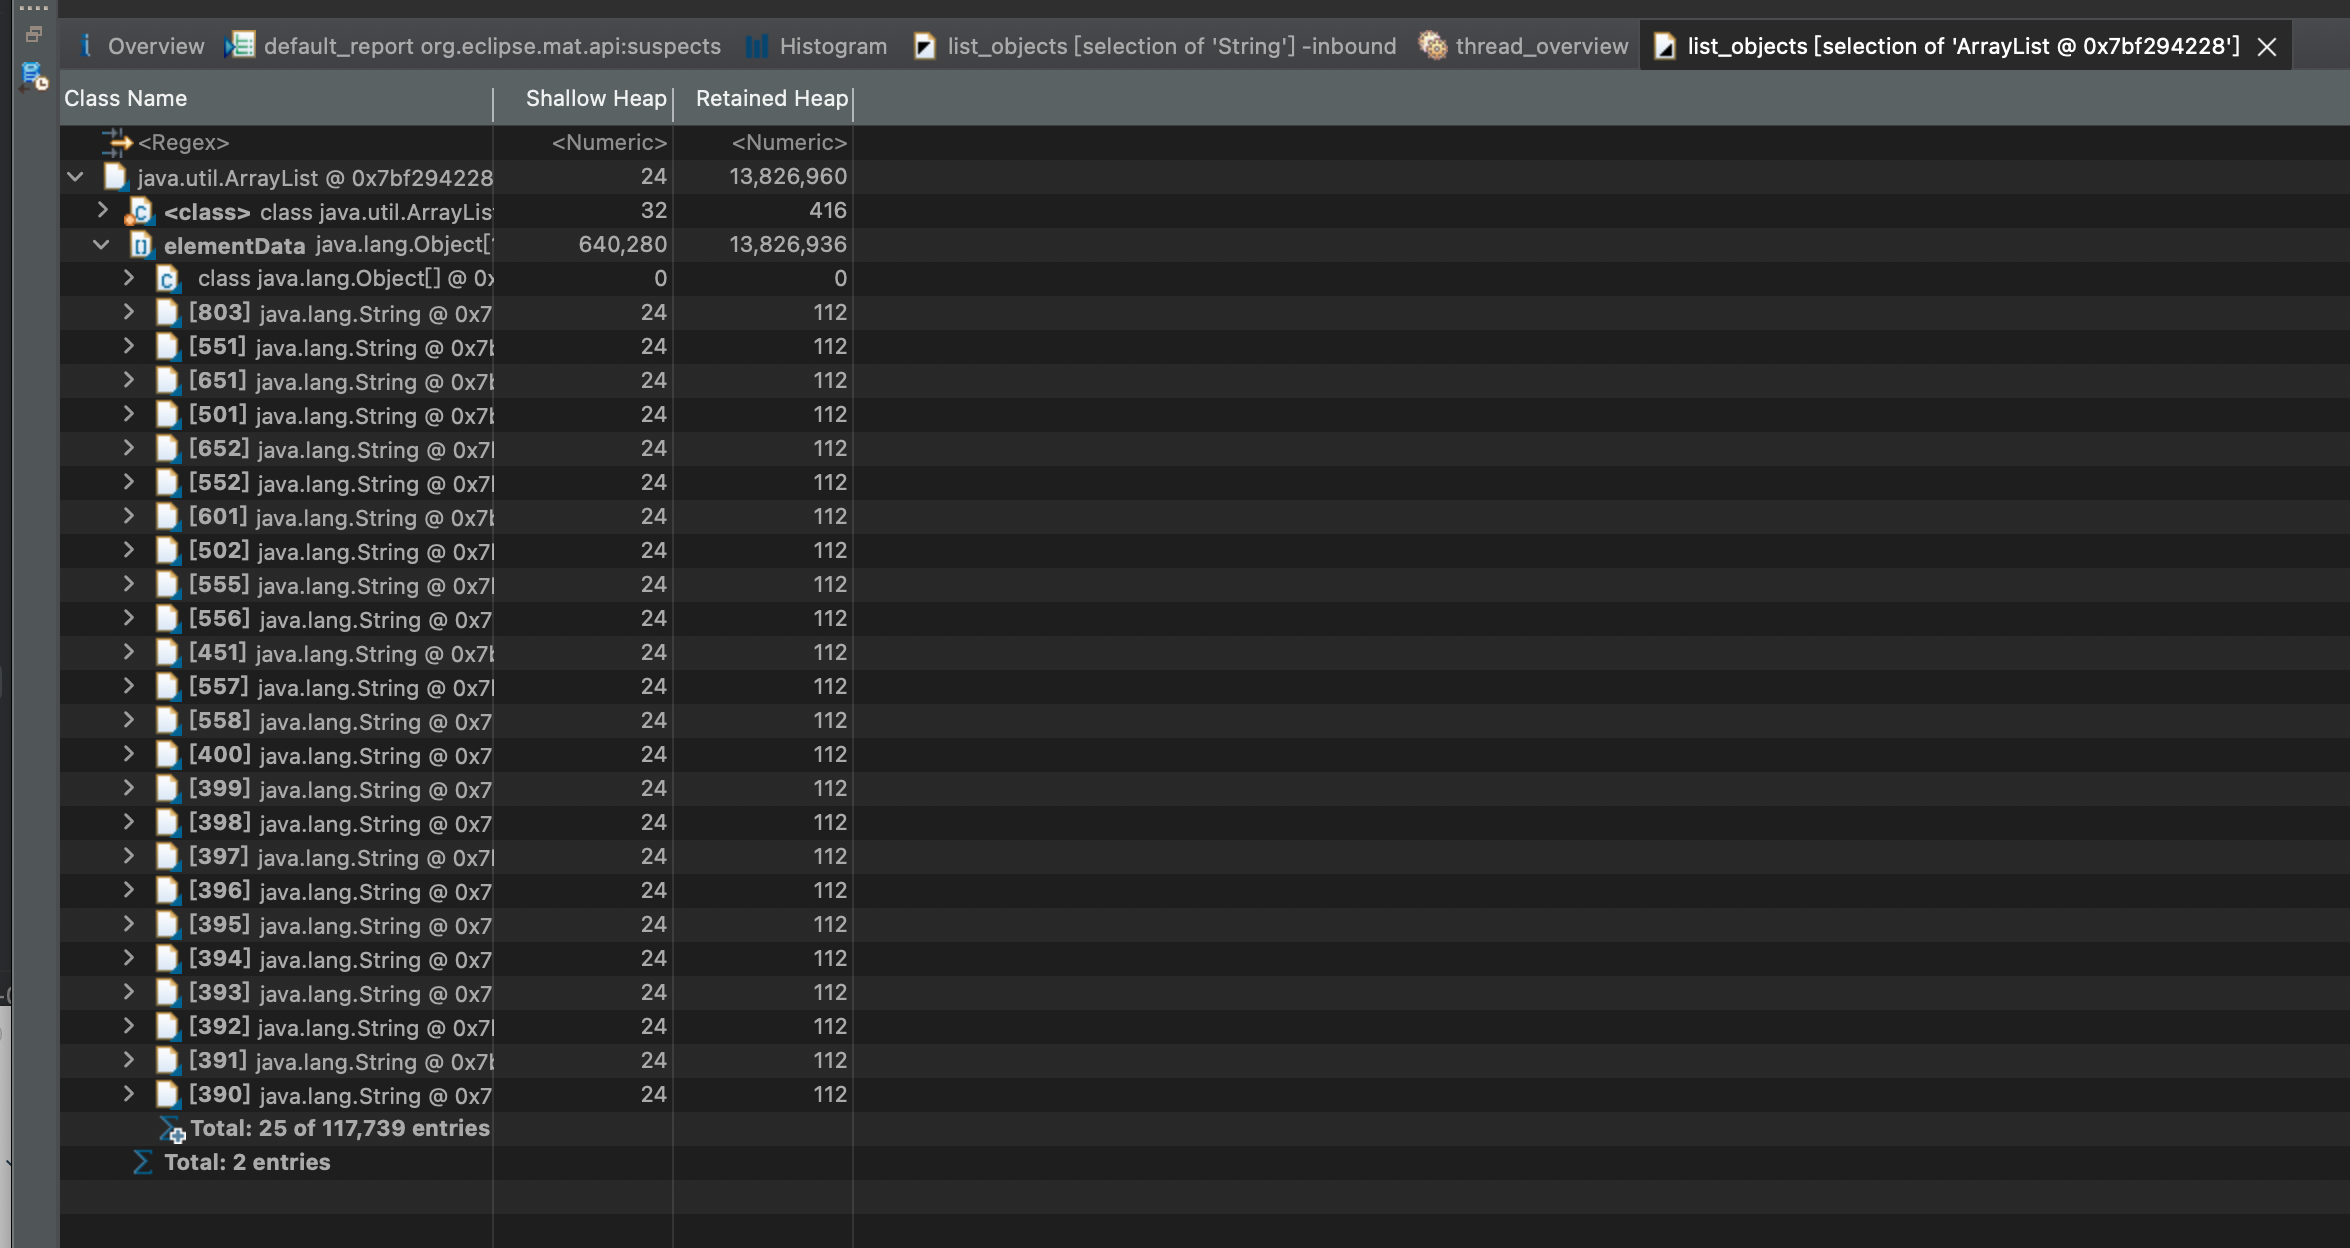 Overview default_report org.eclipse.mat.api:suspects Histogram list_objects [selection of 'String'] -inbound thread_overview list_objects [selection of 'ArrayList @ 0x7bf294228']
Class Name Shallow Heap Retained Heap
<Regex> <Numeric> <Numeric>
java.util.ArrayList @ 0x7bf294228 24 13,826,960
<class> class java.util.ArrayLis 32 416
elementData java.lang.Object[ 640,280 13,826,936
class java.lang.Object[] @ 0x 0 0
[803] java.lang.String @ 0x7 24 112
[551] java.lang.String @ 0x7b 24 112
[651] java.lang.String @ 0x7b 24 112
[501] java.lang.String @ 0x7b 24 112
[652] java.lang.String @ 0x7 24 112
[552] java.lang.String @ 0x7 24 112
[601] java.lang.String @ 0x7b 24 112
[502] java.lang.String @ 0x7 24 112
[555] java.lang.String @ 0x7 24 112
[556] java.lang.String @ 0x7 24 112
[451] java.lang.String @ 0x7b 24 112
[557] java.lang.String @ 0x7 24 112
[558] java.lang.String @ 0x7 24 112
[400] java.lang.String @ 0x7 24 112
[399] java.lang.String @ 0x7 24 112
[398] java.lang.String @ 0x7 24 112
[397] java.lang.String @ 0x7 24 112
[396] java.lang.String @ 0x7 24 112
[395] java.lang.String @ 0x7 24 112
[394] java.lang.String @ 0x7 24 112
[393] java.lang.String @ 0x7 24 112
[392] java.lang.String @ 0x7 24 112
[391] java.lang.String @ 0x7b 24 112
[390] java.lang.String @ 0x7 24 112
Total: 25 of 117,739 entries
Total: 2 entries